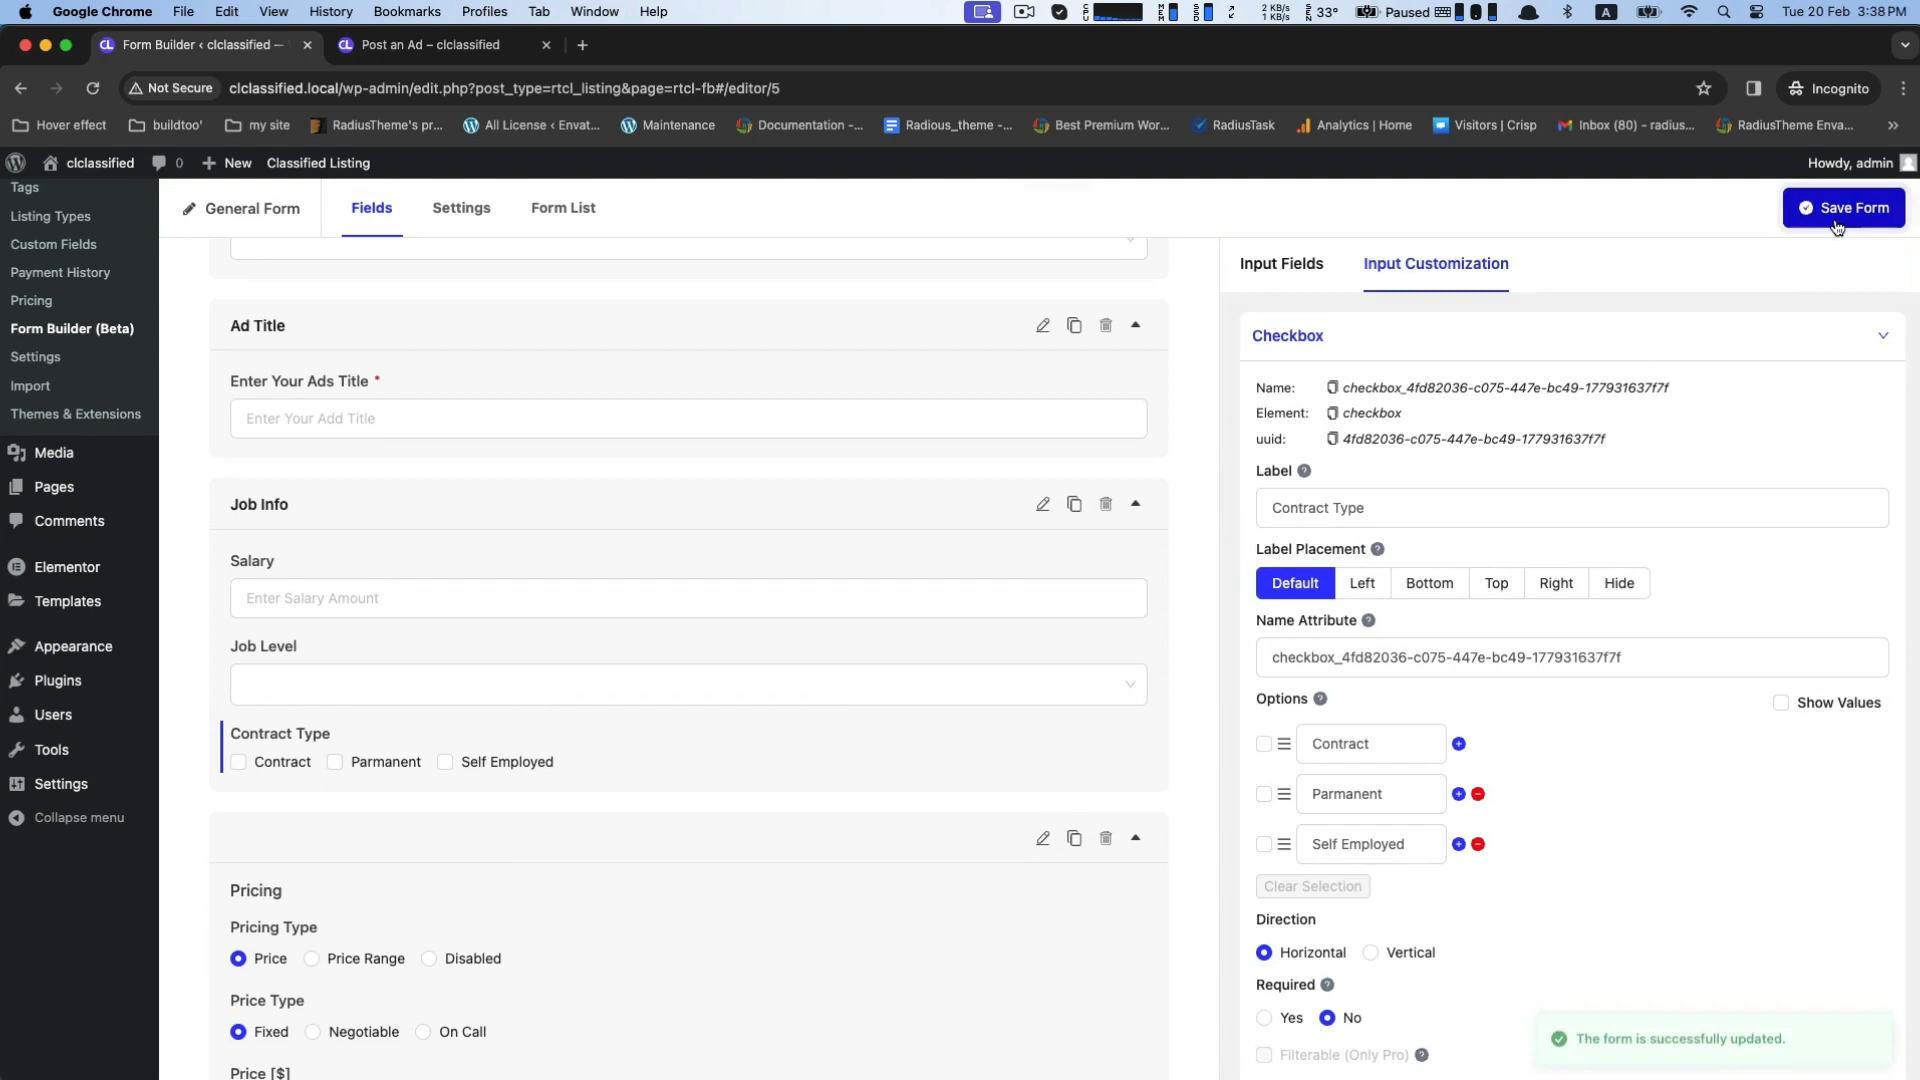 Google Chrome File Edit View History Bookmarks Profiles Tab Window Help 2 KB/s 1 KB/s 33° Paused Tue 20 Feb 3:38 PM
Form Builder ‹ clclassified — Post an Ad – clclassified
Not Secure clclassified.local/wp-admin/edit.php?post_type=rtcl_listing&page=rtcl-fb#/editor/5 Incognito
Hover effect buildtoo' my site RadiusTheme's pr... All License ‹ Envat... Maintenance Documentation -... Radious_theme -... Best Premium Wor... RadiusTask Analytics | Home Visitors | Crisp Inbox (80) - radius... RadiusTheme Enva... »
clclassified 0 New Classified Listing Howdy, admin
Tags
Listing Types
Custom Fields
Payment History
Pricing
Form Builder (Beta)
Settings
Import
Themes & Extensions
Media
Pages
Comments
Elementor
Templates
Appearance
Plugins
Users
Tools
Settings
Collapse menu
General Form Fields Settings Form List Save Form
Ad Title
Enter Your Ads Title *
Enter Your Add Title
Job Info
Salary
Enter Salary Amount
Job Level
Contract Type
Contract Parmanent Self Employed
Pricing
Pricing Type
Price Price Range Disabled
Price Type
Fixed Negotiable On Call
Price [$]
Input Fields Input Customization
Checkbox
Name: checkbox_4fd82036-c075-447e-bc49-177931637f7f
Element: checkbox
uuid: 4fd82036-c075-447e-bc49-177931637f7f
Label
Contract Type
Label Placement
Default Left Bottom Top Right Hide
Name Attribute
checkbox_4fd82036-c075-447e-bc49-177931637f7f
Options Show Values
Contract
Parmanent
Self Employed
Clear Selection
Direction
Horizontal Vertical
Required
Yes No
Filterable (Only Pro)
The form is successfully updated.